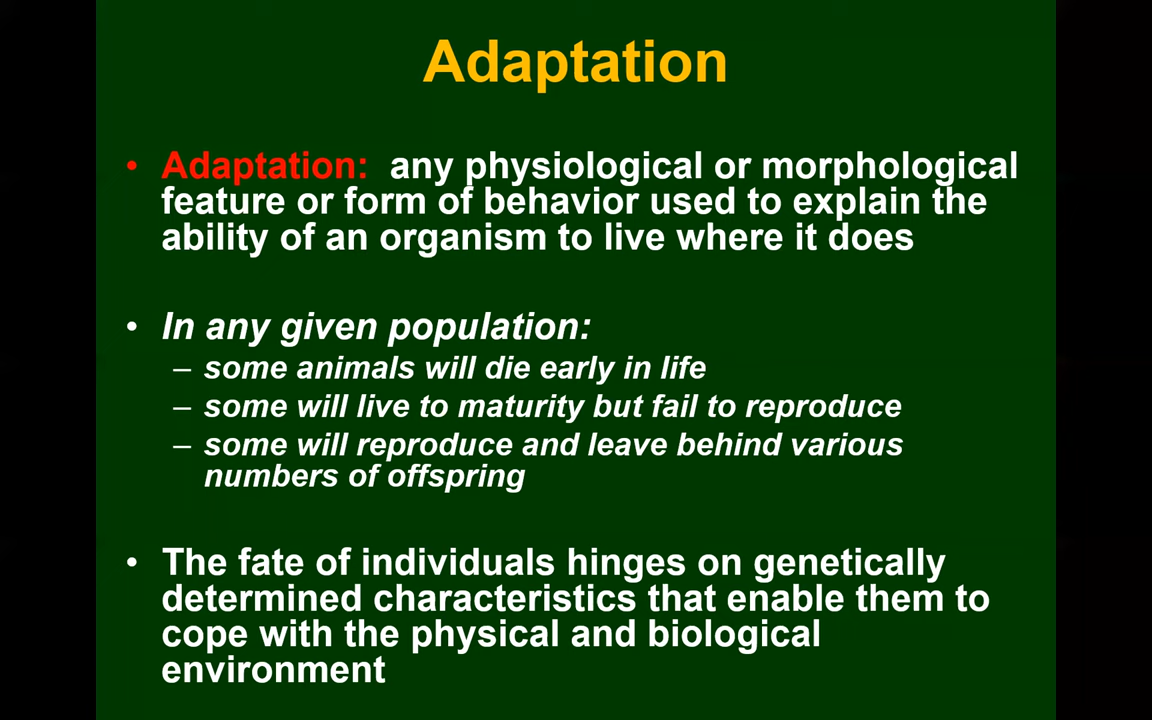 Adaptation
• Adaptation: any physiological or morphological
feature or form of behavior used to explain the
ability of an organism to live where it does
• In any given population:
– some animals will die early in life
– some will live to maturity but fail to reproduce
– some will reproduce and leave behind various
numbers of offspring
• The fate of individuals hinges on genetically
determined characteristics that enable them to
cope with the physical and biological
environment